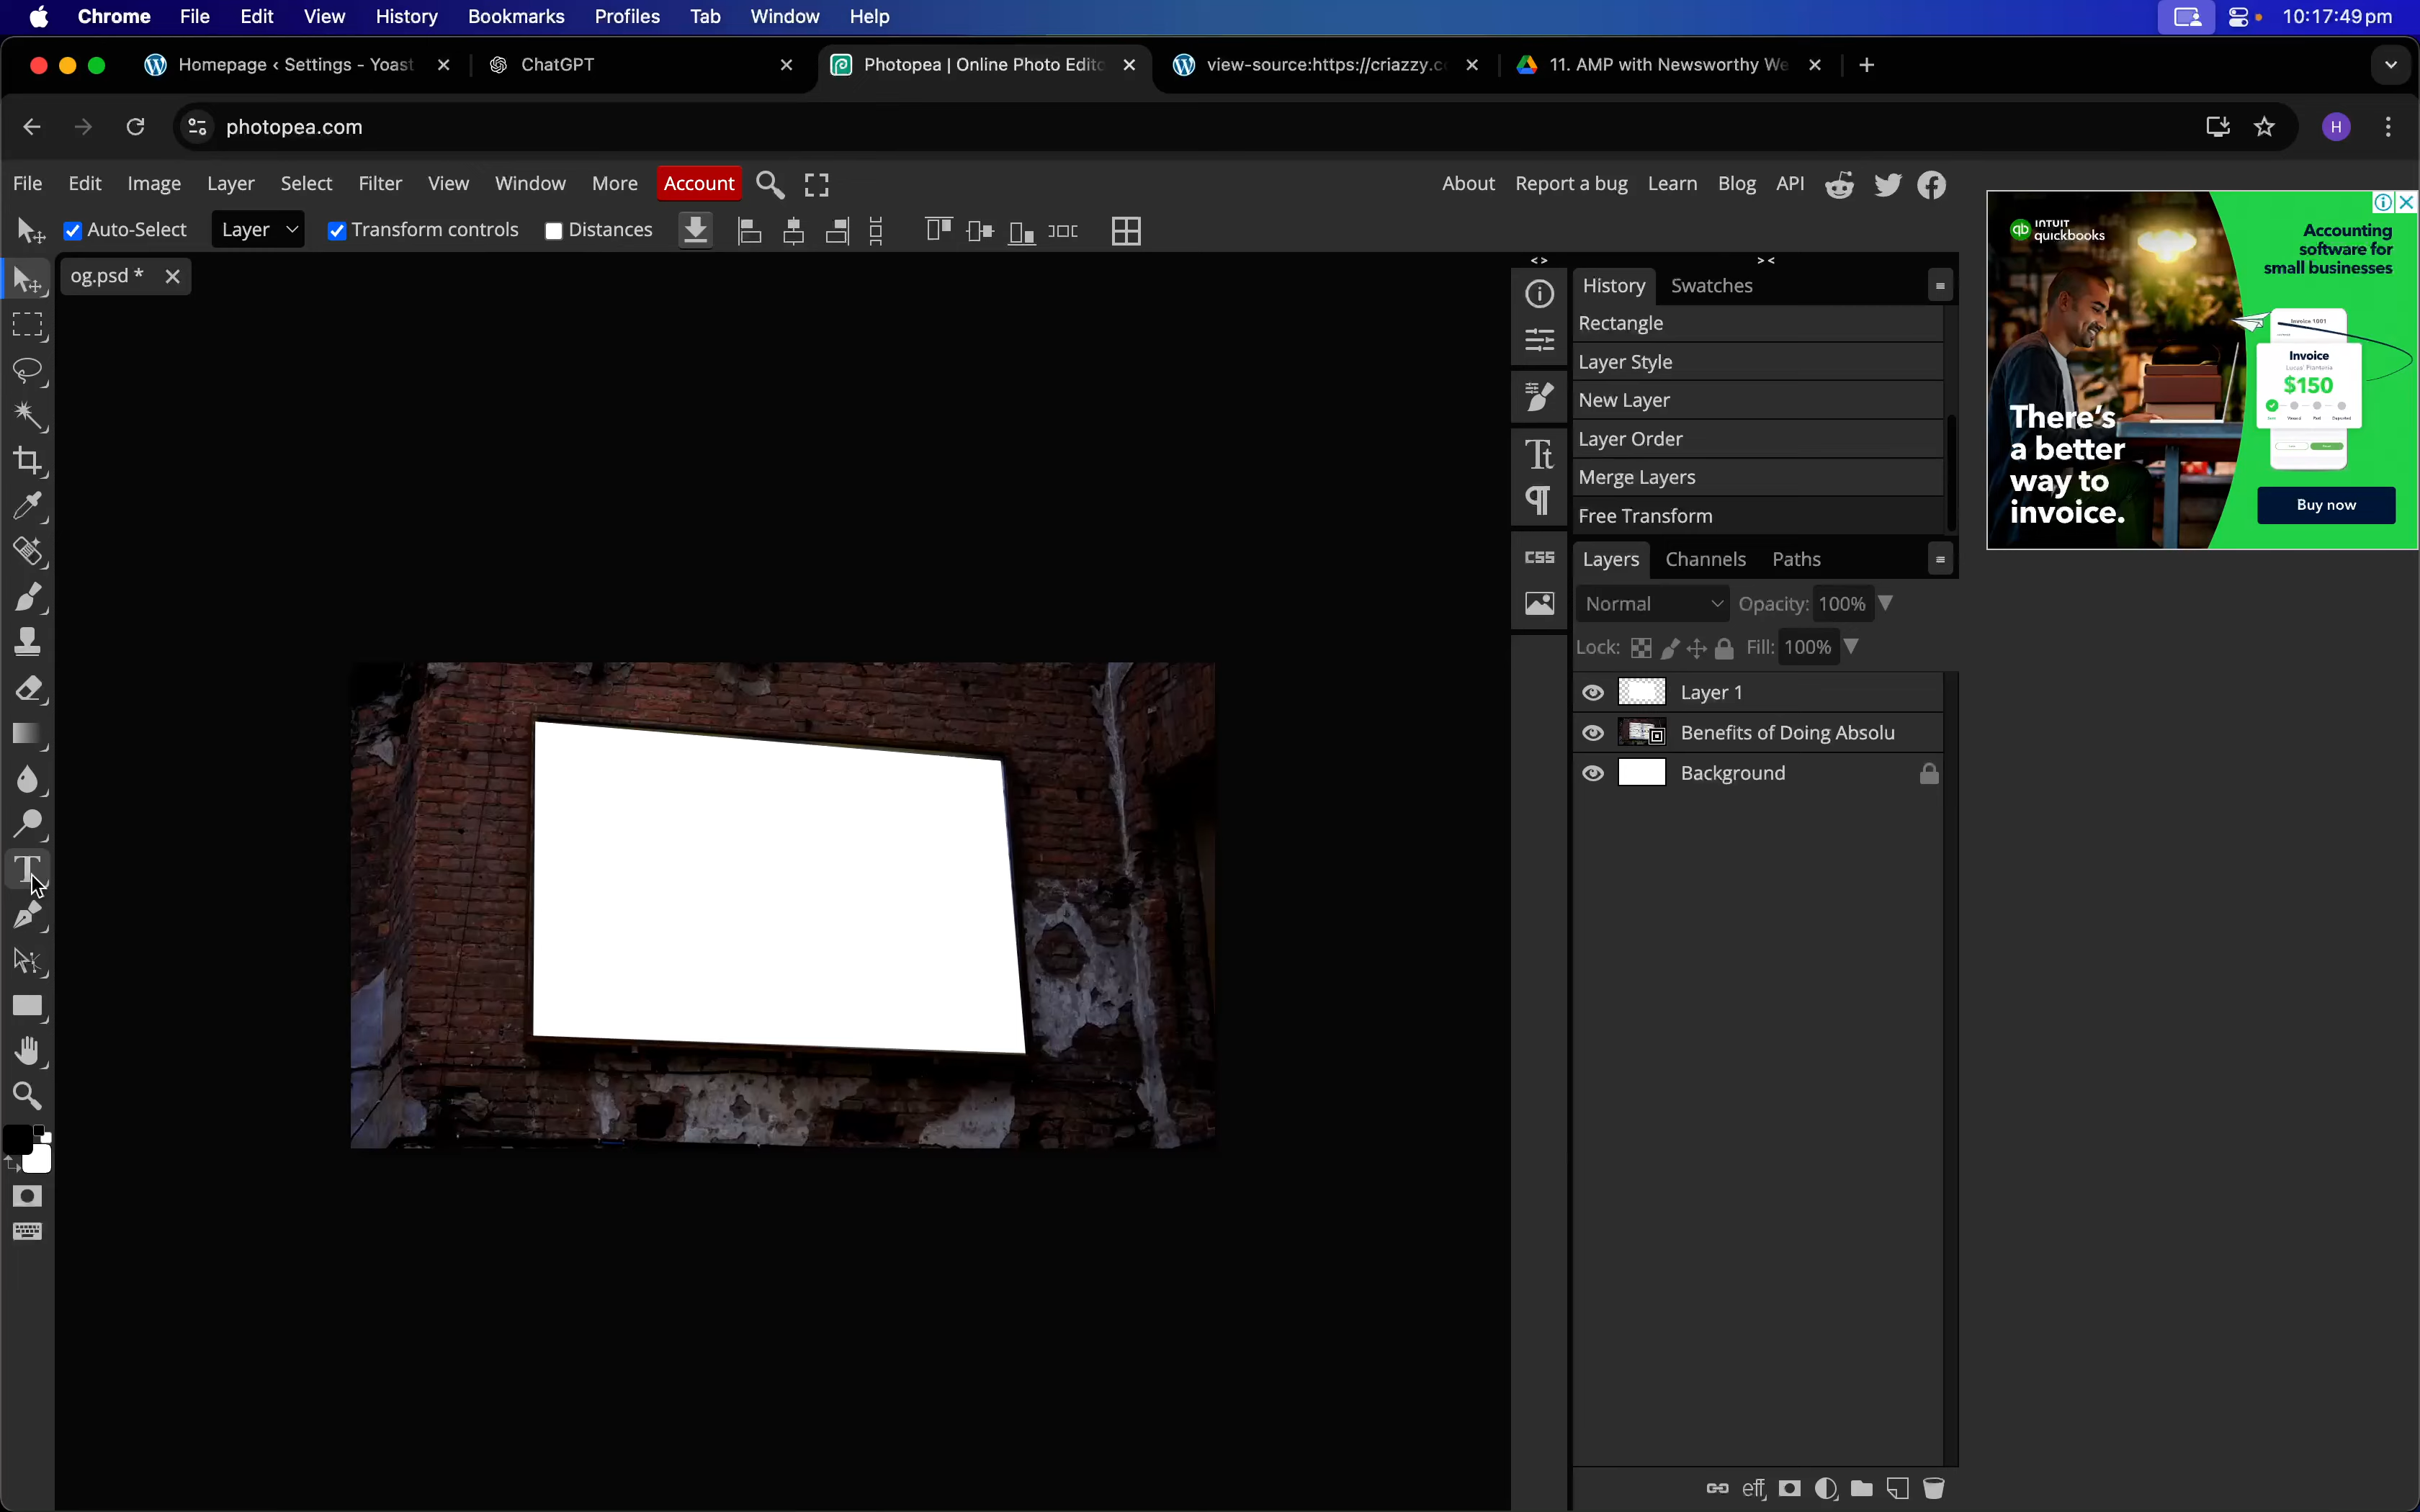 Chrome File Edit View History Bookmarks Profiles Tab Window Help 10:17:49 pm
Homepage ‹ Settings - Yoast ChatGPT Photopea | Online Photo Edito view-source:https://criazzy.c 11. AMP with Newsworthy We
photopea.com H
File Edit Image Layer Select Filter View Window More Account About Report a bug Learn Blog API
Auto-Select Layer Transform controls Distances
og.psd *
< > > <
History Swatches
Rectangle
Layer Style
New Layer
Layer Order
Merge Layers
Free Transform
CSS
Layers Channels Paths
Normal Opacity: 100%
Lock: Fill: 100%
Layer 1
Benefits of Doing Absolu
Background
eff
T
Tt
INTUIT
quickbooks
Accounting
software for
small businesses
Invoice 1001
Invoice
$150
There's
a better
way to
invoice.
Buy now